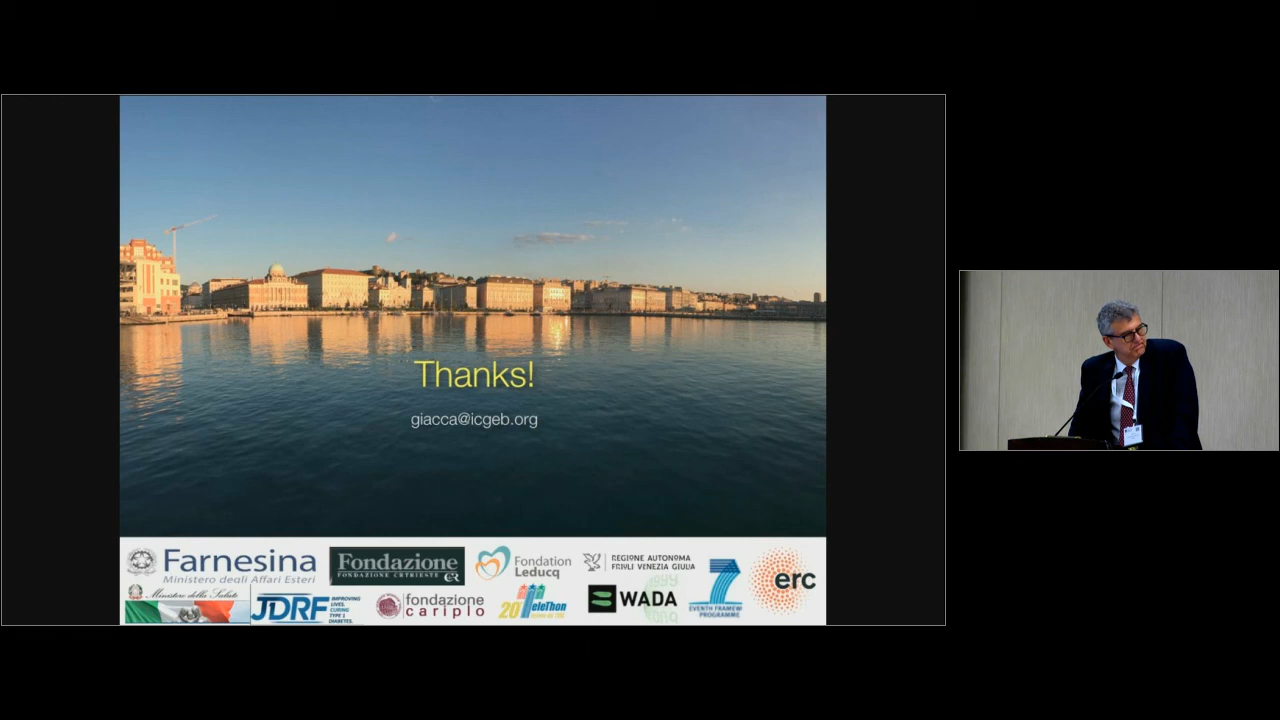 Thanks!
giacca@icgeb.org
Farnesina
Ministero degli Affari Esteri
Fondazione
FONDAZIONE CRTRIESTE
CR
Fondation
Leducq
REGIONE AUTONOMA
FRIULI VENEZIA GIULIA
7
SEVENTH FRAMEWORK
PROGRAMME
erc
Ministero della Salute
JDRF
IMPROVING
LIVES.
CURING
TYPE 1
DIABETES.
fondazione
cariplo
20
TeleThon
WADA